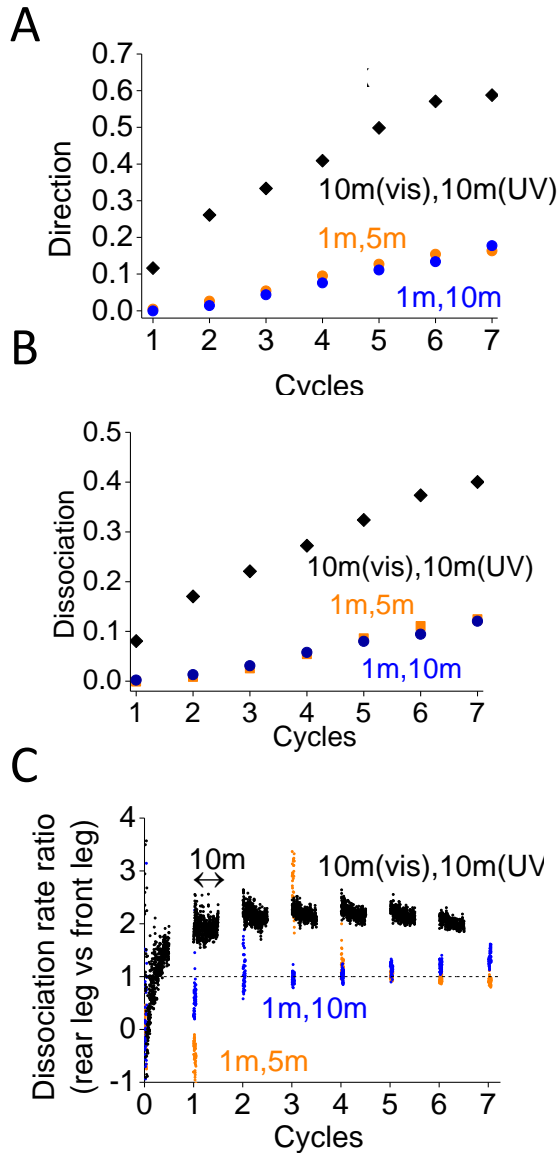 A
0.7
0.6
0.5
0.4
0.3
0.2
0.1
0.0
Direction
10m(vis),10m(UV)
1m,5m
1m,10m
1 2 3 4 5 6 7
Cycles
B
0.5
0.4
0.3
0.2
0.1
0.0
Dissociation
10m(vis),10m(UV)
1m,5m
1m,10m
1 2 3 4 5 6 7
Cycles
C
4
3
2
1
0
-1
Dissociation rate ratio
(rear leg vs front leg)
10m
10m(vis),10m(UV
1m,10m
1m,5m
0 1 2 3 4 5 6 7
Cycles